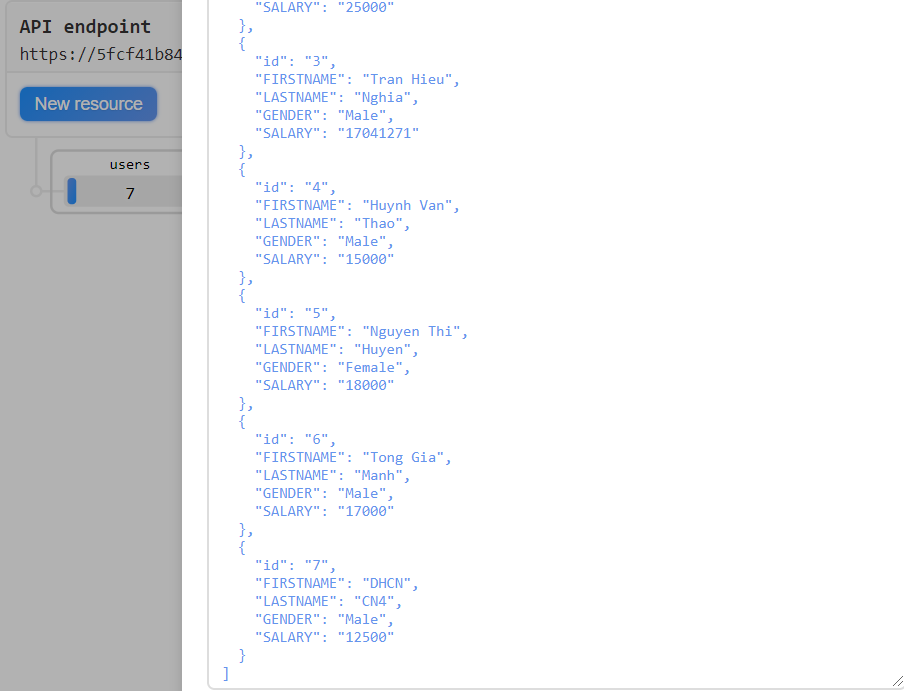 API endpoint
https://5fcf41b84
New resource
users
7
"SALARY": "25000"
},
{
"id": "3",
"FIRSTNAME": "Tran Hieu",
"LASTNAME": "Nghia",
"GENDER": "Male",
"SALARY": "17041271"
},
{
"id": "4",
"FIRSTNAME": "Huynh Van",
"LASTNAME": "Thao",
"GENDER": "Male",
"SALARY": "15000"
},
{
"id": "5",
"FIRSTNAME": "Nguyen Thi",
"LASTNAME": "Huyen",
"GENDER": "Female",
"SALARY": "18000"
},
{
"id": "6",
"FIRSTNAME": "Tong Gia",
"LASTNAME": "Manh",
"GENDER": "Male",
"SALARY": "17000"
},
{
"id": "7",
"FIRSTNAME": "DHCN",
"LASTNAME": "CN4",
"GENDER": "Male",
"SALARY": "12500"
}
]